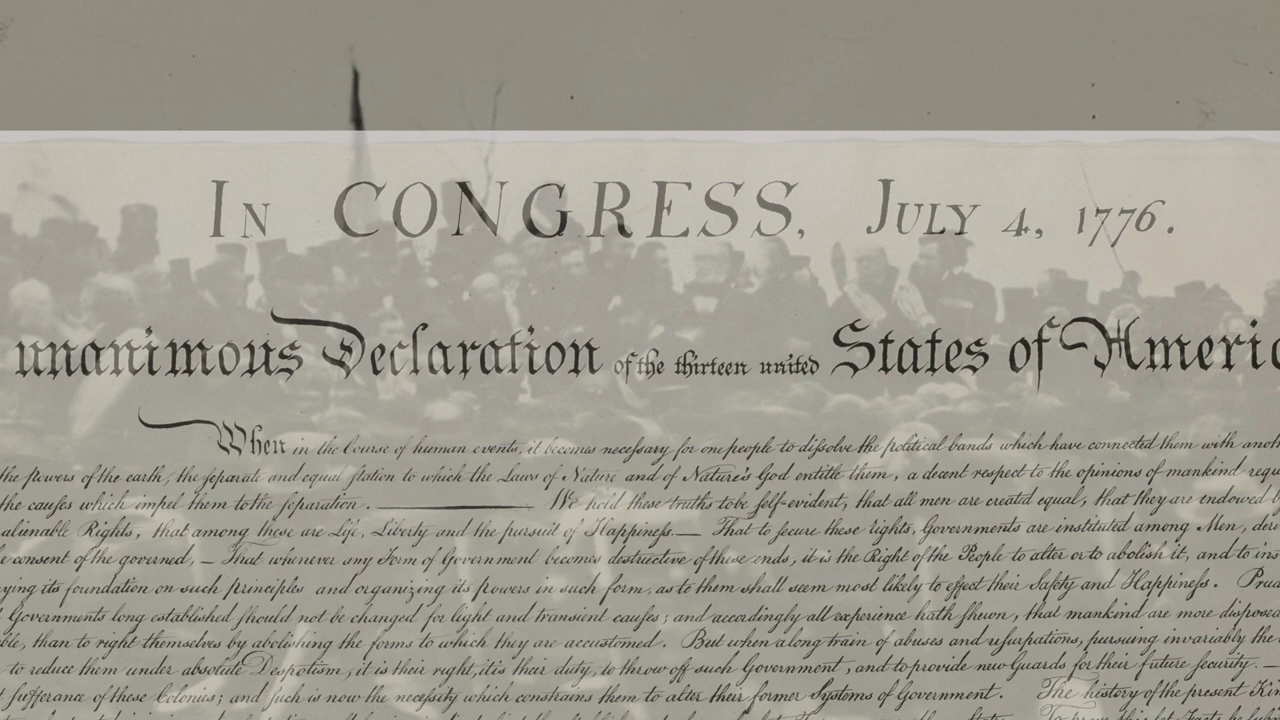 IN CONGRESS, JULY 4, 1776.
unanimous Declaration of the thirteen united States of Americ
When in the Course of human events, it becomes necessary for one people to dissolve the political bands which have connected them with anoth
the powers of the earth, the separate and equal station to which the Laws of Nature and of Nature's God entitle them, a decent respect to the opinions of mankind requi
the causes which impel them to the separation. We hold these truths to be self-evident, that all men are created equal, that they are endowed b
alienable Rights, that among these are Life, Liberty and the pursuit of Happiness.— That to secure these rights, Governments are instituted among Men, deri
e consent of the governed, — That whenever any Form of Government becomes destructive of these ends, it is the Right of the People to alter or to abolish it, and to ins
ying its foundation on such principles and organizing its powers in such form, as to them shall seem most likely to effect their Safety and Happiness. Prud
Governments long established should not be changed for light and transient causes; and accordingly all experience hath shewn, that mankind are more disposed
ble, than to right themselves by abolishing the forms to which they are accustomed. But when a long train of abuses and usurpations, pursuing invariably the
to reduce them under absolute Despotism, it is their right, it is their duty, to throw off such Government, and to provide new Guards for their future security. —
t sufferance of these Colonies; and such is now the necessity which constrains them to alter their former Systems of Government. The history of the present Kin